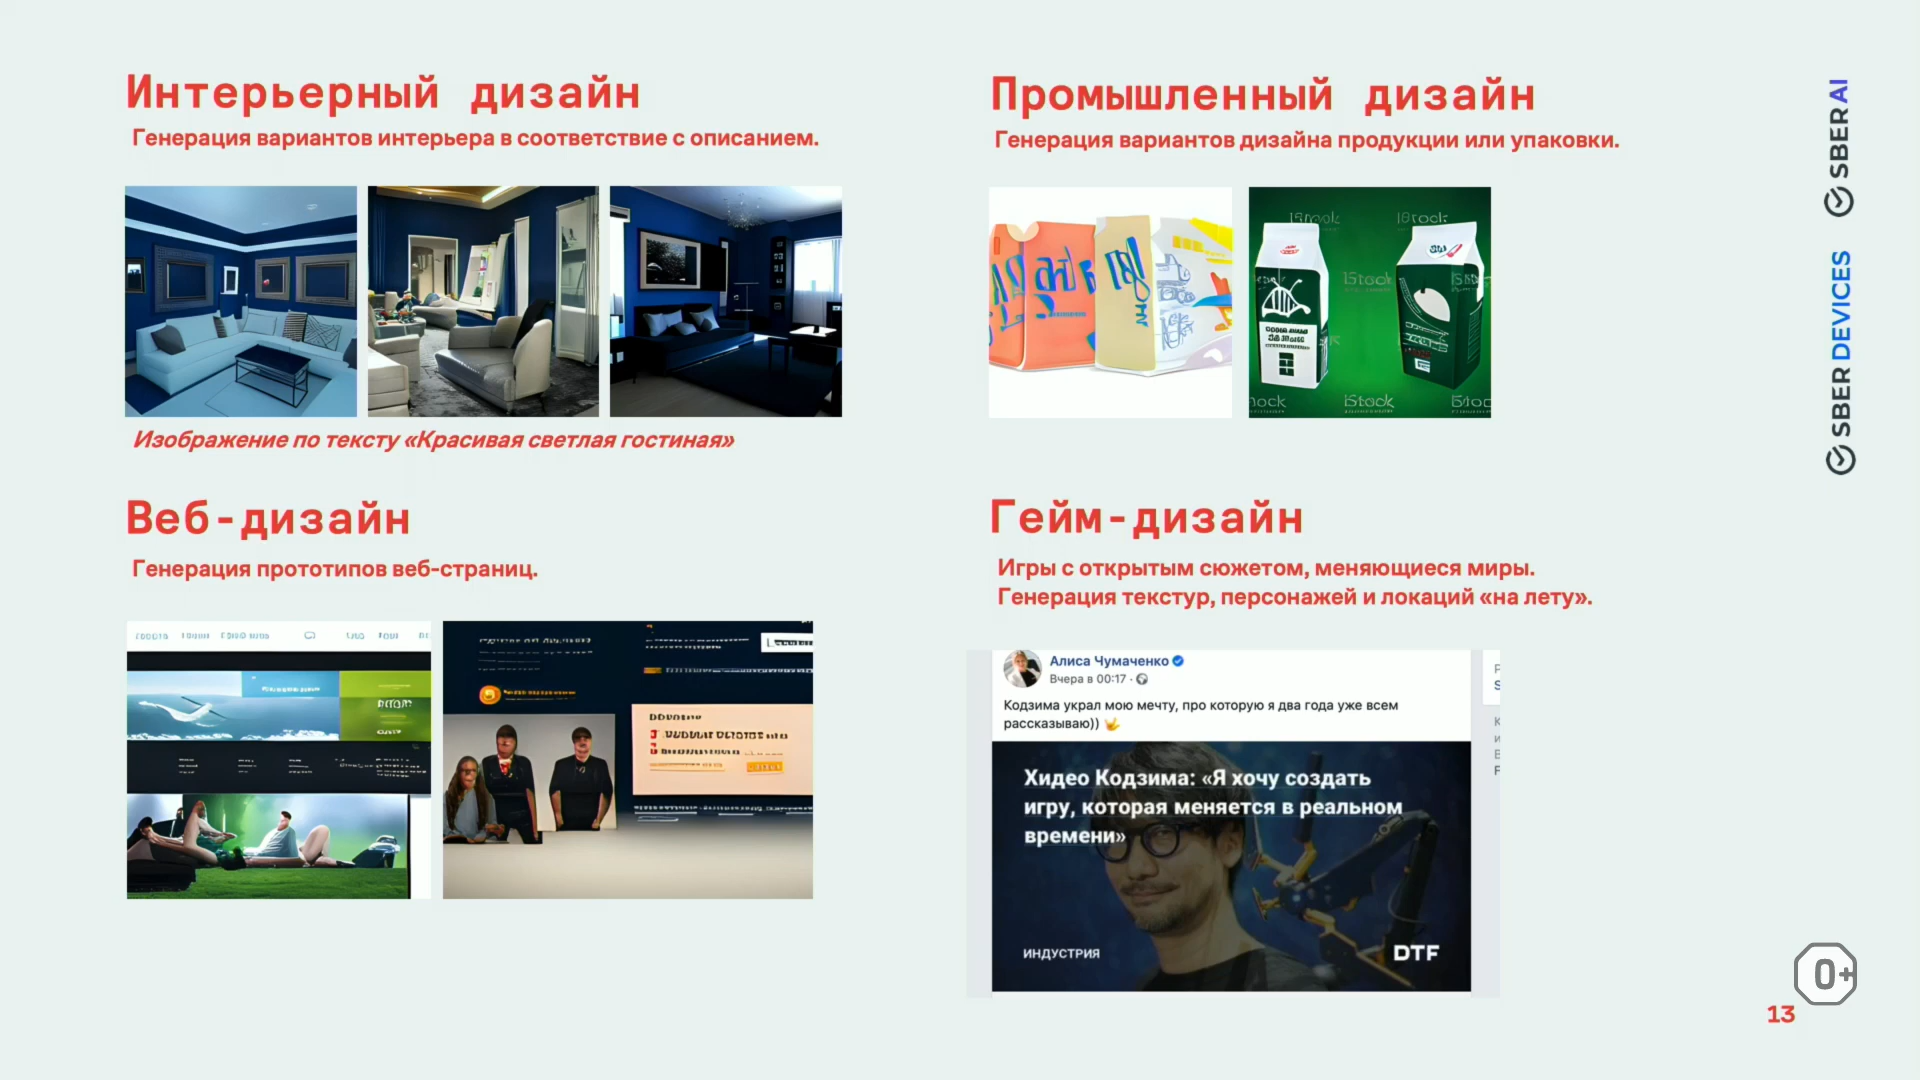 Интерьерный дизайн
Генерация вариантов интерьера в соответствие с описанием.
Изображение по тексту «Красивая светлая гостиная»
Промышленный дизайн
Генерация вариантов дизайна продукции или упаковки.
iStock
iStock
iStock
Веб-дизайн
Генерация прототипов веб-страниц.
Гейм-дизайн
Игры с открытым сюжетом, меняющиеся миры.
Генерация текстур, персонажей и локаций «на лету».
Алиса Чумаченко
Вчера в 00:17 ·
Кодзима украл мою мечту, про которую я два года уже всем
рассказываю))
Хидео Кодзима: «Я хочу создать
игру, которая меняется в реальном
времени»
ИНДУСТРИЯ
DTF
SBER AI
SBER DEVICES
0+
13